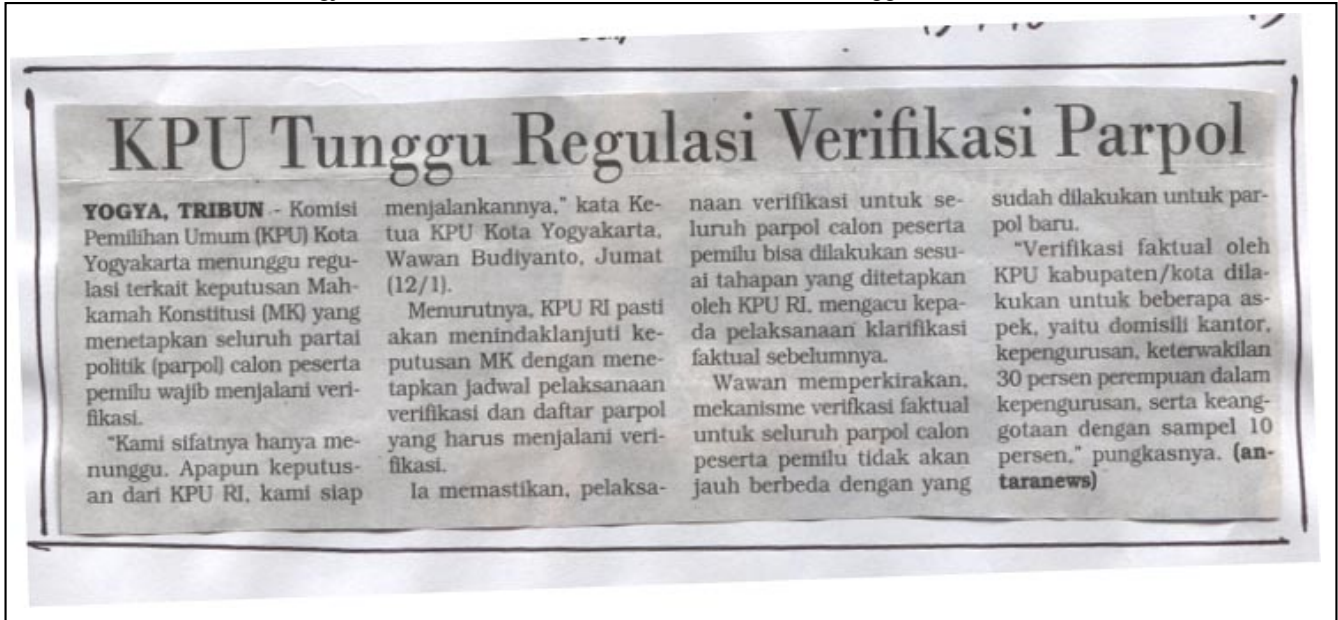 KPU Tunggu Regulasi Verifikasi Parpol
YOGYA, TRIBUN - Komisi
Pemilihan Umum (KPU) Kota
Yogyakarta menunggu regu-
lasi terkait keputusan Mah-
kamah Konstitusi (MK) yang
menetapkan seluruh partai
politik (parpol) calon peserta
pemilu wajib menjalani veri-
fikasi.
"Kami sifatnya hanya me-
nunggu. Apapun keputus-
an dari KPU RI, kami siap
menjalankannya," kata Ke-
tua KPU Kota Yogyakarta,
Wawan Budiyanto, Jumat
(12/1).
Menurutnya, KPU RI pasti
akan menindaklanjuti ke-
putusan MK dengan mene-
tapkan jadwal pelaksanaan
verifikasi dan daftar parpol
yang harus menjalani veri-
fikasi.
Ia memastikan, pelaksa-
naan verifikasi untuk se-
luruh parpol calon peserta
pemilu bisa dilakukan sesu-
ai tahapan yang ditetapkan
oleh KPU RI, mengacu kepa-
da pelaksanaan klarifikasi
faktual sebelumnya.
Wawan memperkirakan,
mekanisme verifkasi faktual
untuk seluruh parpol calon
peserta pemilu tidak akan
jauh berbeda dengan yang
sudah dilakukan untuk par-
pol baru.
"Verifikasi faktual oleh
KPU kabupaten/kota dila-
kukan untuk beberapa as-
pek, yaitu domisili kantor,
kepengurusan, keterwakilan
30 persen perempuan dalam
kepengurusan, serta keang-
gotaan dengan sampel 10
persen," pungkasnya. (an-
taranews)